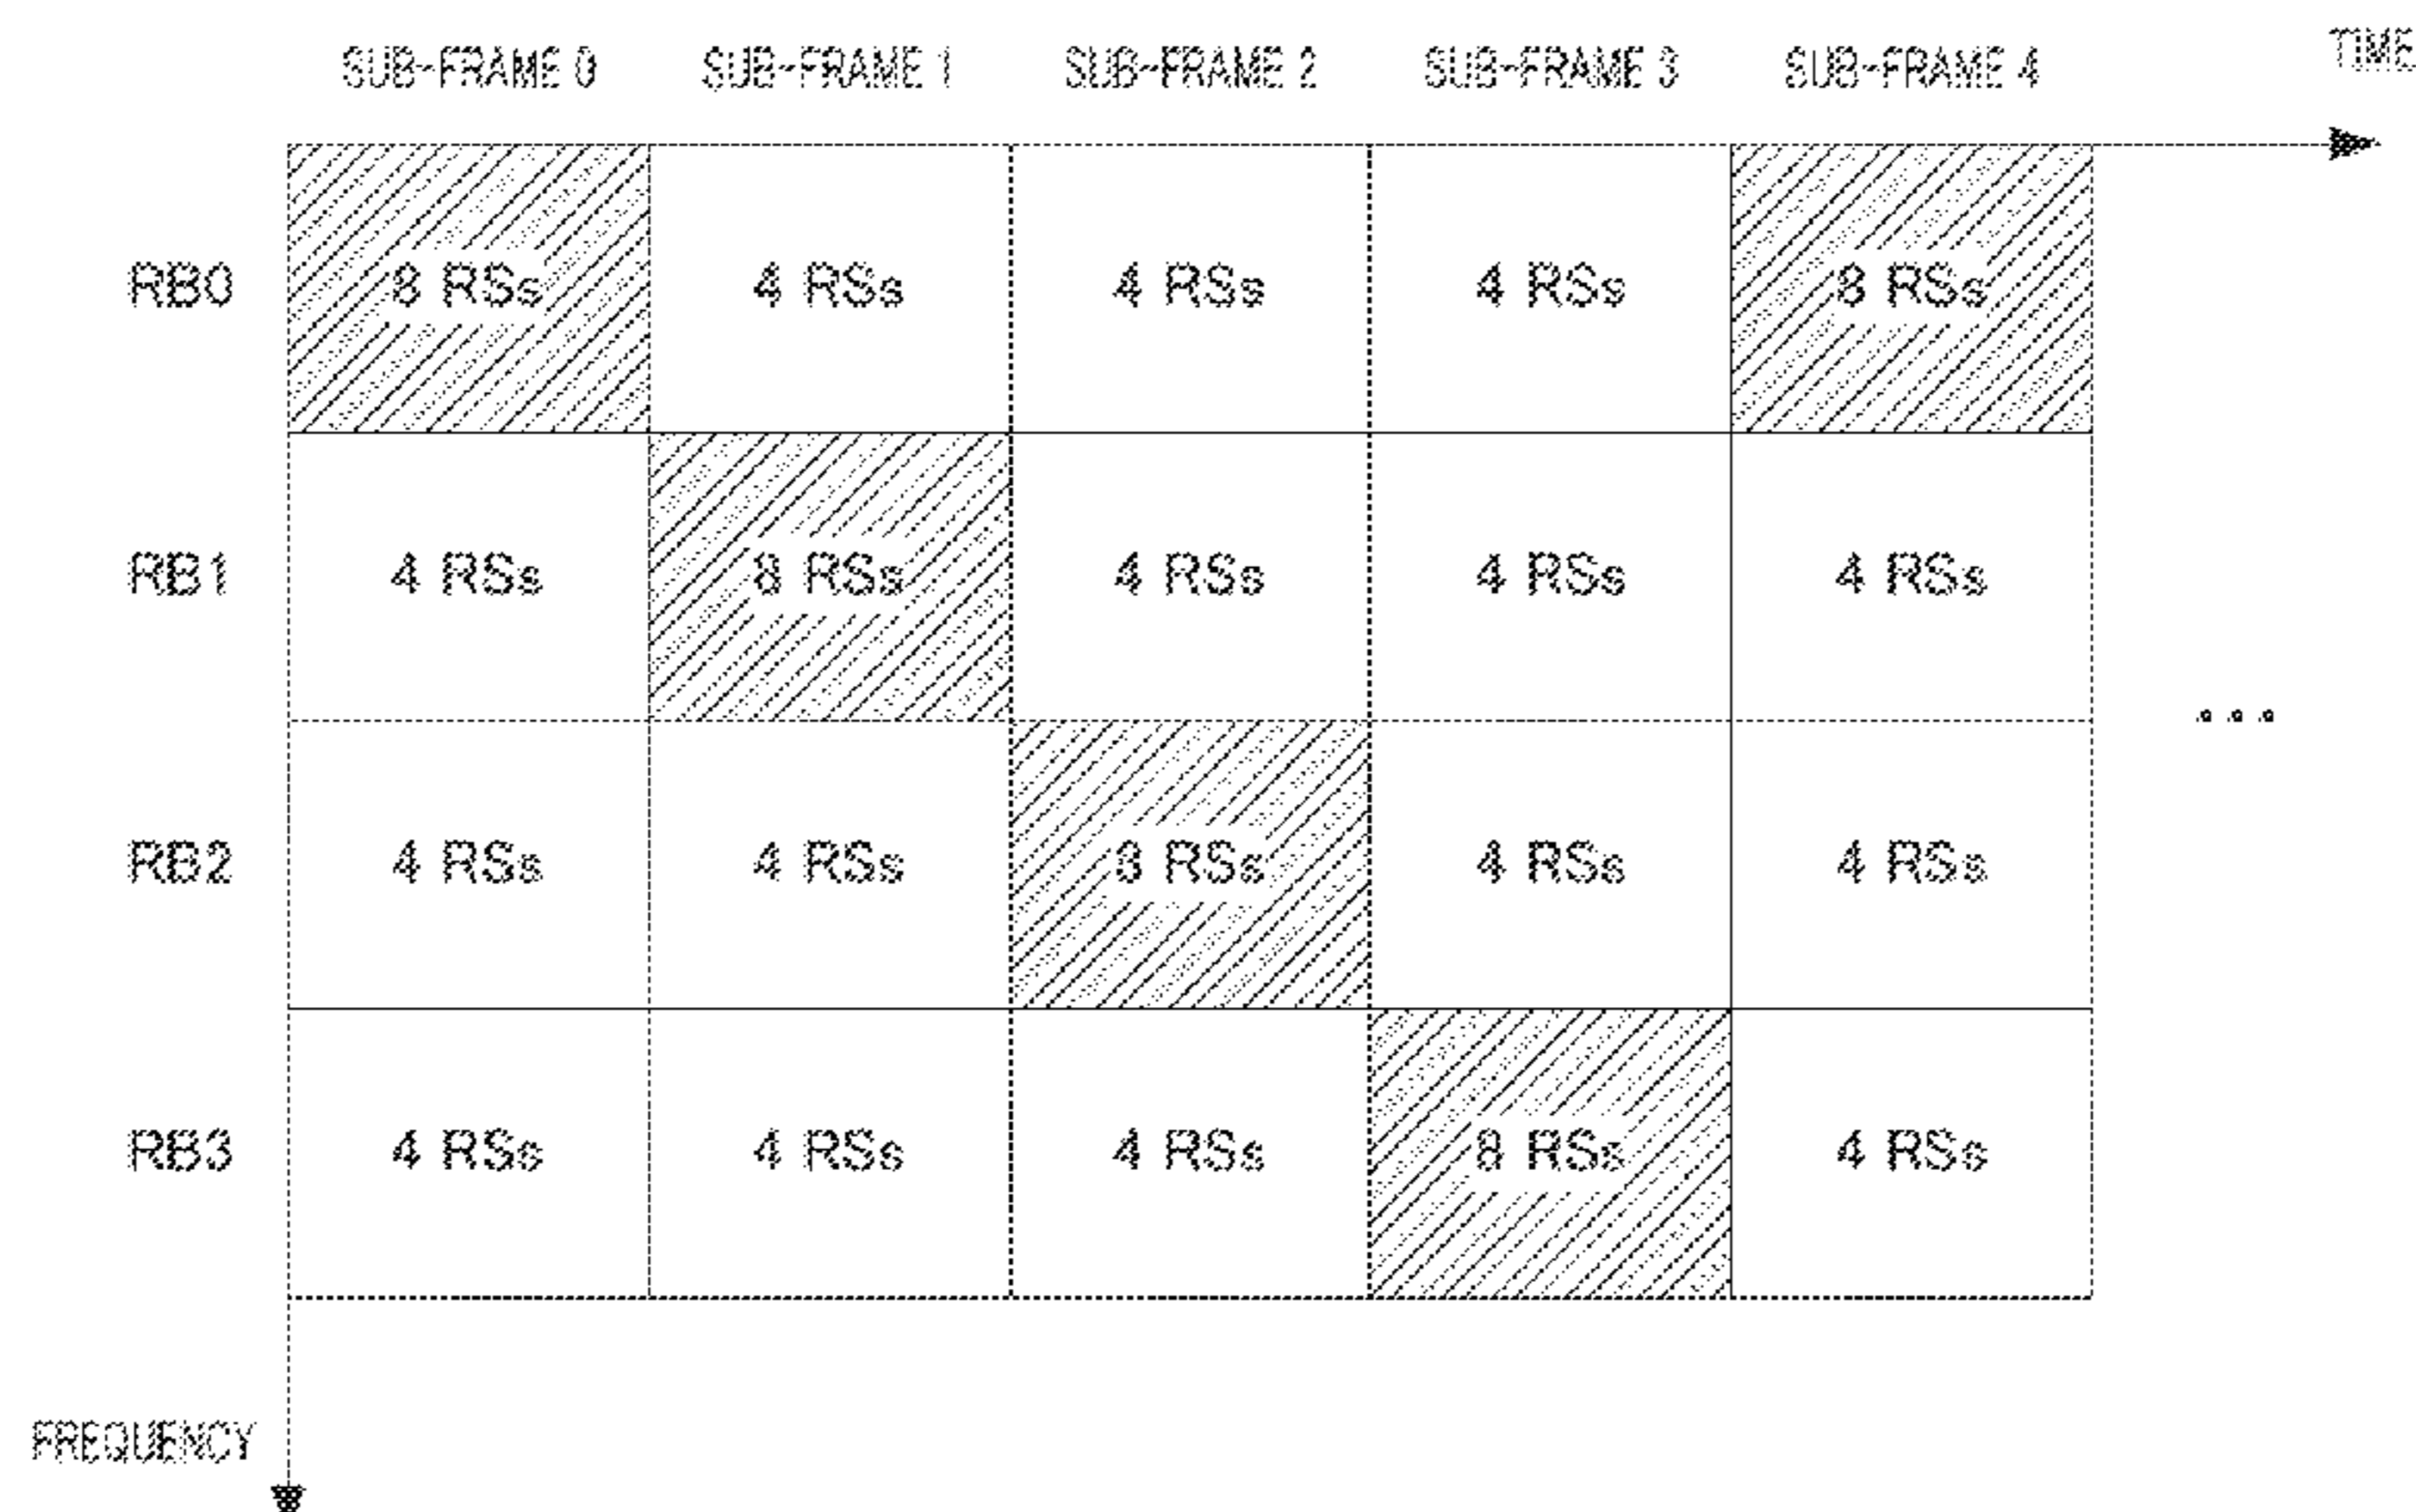 TIME
SUB-FRAME 0 SUB-FRAME 1 SUB-FRAME 2 SUB-FRAME 3 SUB-FRAME 4
RB0 8 RSs 4 RSs 4 RSs 4 RSs 8 RSs
RB1 4 RSs 8 RSs 4 RSs 4 RSs 4 RSs
...
RB2 4 RSs 4 RSs 8 RSs 4 RSs 4 RSs
RB3 4 RSs 4 RSs 4 RSs 8 RSs 4 RSs
FREQUENCY